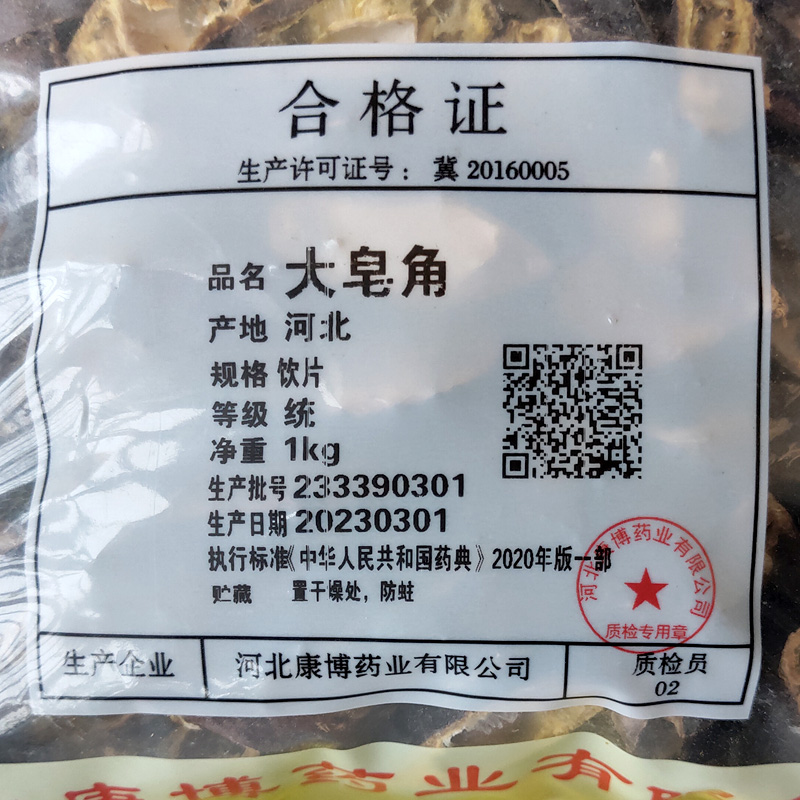 合格证
生产许可证号：冀 20160005
品名 大皂角
产地 河北
规格 饮片
等级 统
净重 1kg
生产批号 233390301
生产日期 20230301
执行标准《中华人民共和国药典》2020年版一部
贮藏 置干燥处，防蛀
河北康博药业有限公司
质检专用章
生产企业 河北康博药业有限公司 质检员
02
康博药业有限